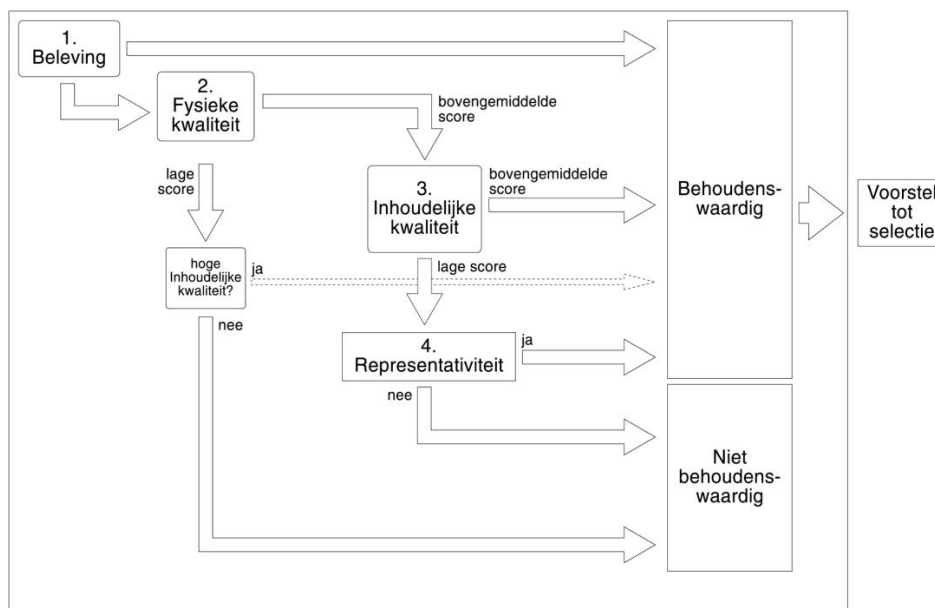 1.
Beleving
2.
Fysieke
kwaliteit
bovengemiddelde
score
lage
score
3.
Inhoudelijke
kwaliteit
bovengemiddelde
score
Behoudens-
waardig
Voorstel
tot
selectie
hoge
Inhoudelijke
kwaliteit?
ja
lage score
nee
4.
Representativiteit
ja
nee
Niet
behoudens-
waardig